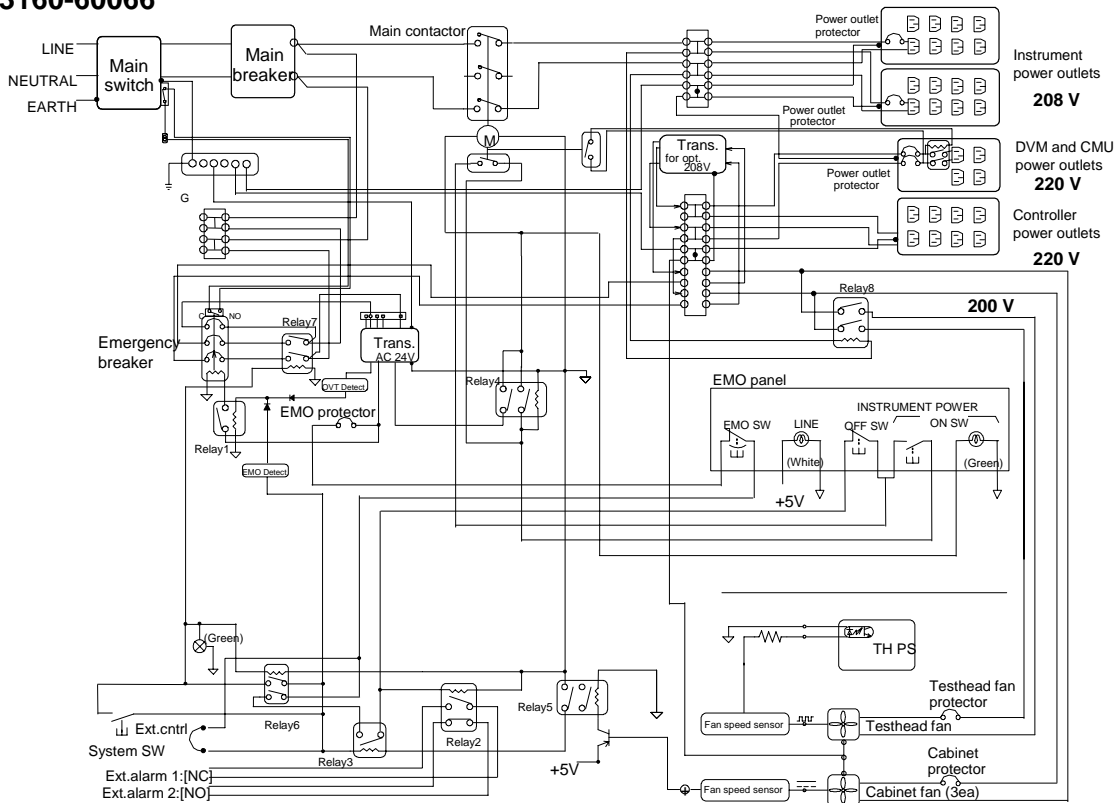 3160-60066
LINE
NEUTRAL
EARTH
Main
switch
Main
breaker
Main contactor
Power outlet
protector
Instrument
power outlets
208 V
Power outlet
protector
M
Trans.
for opt.
208V
DVM and CMU
power outlets
220 V
Power outlet
protector
Controller
power outlets
220 V
G
Relay8
200 V
NO
Emergency
breaker
Relay7
Trans.
AC 24V
OVT Detect
Relay4
EMO protector
Relay1
EMO Detect
EMO panel
INSTRUMENT POWER
EMO SW
LINE
OFF SW
ON SW
(White)
(Green)
+5V
(Green)
TH PS
Ext.cntrl
System SW
Relay6
Relay3
Relay2
Relay5
+5V
Ext.alarm 1:[NC]
Ext.alarm 2:[NO]
Fan speed sensor
Testhead fan
protector
Testhead fan
Cabinet
protector
Fan speed sensor
Cabinet fan (3ea)